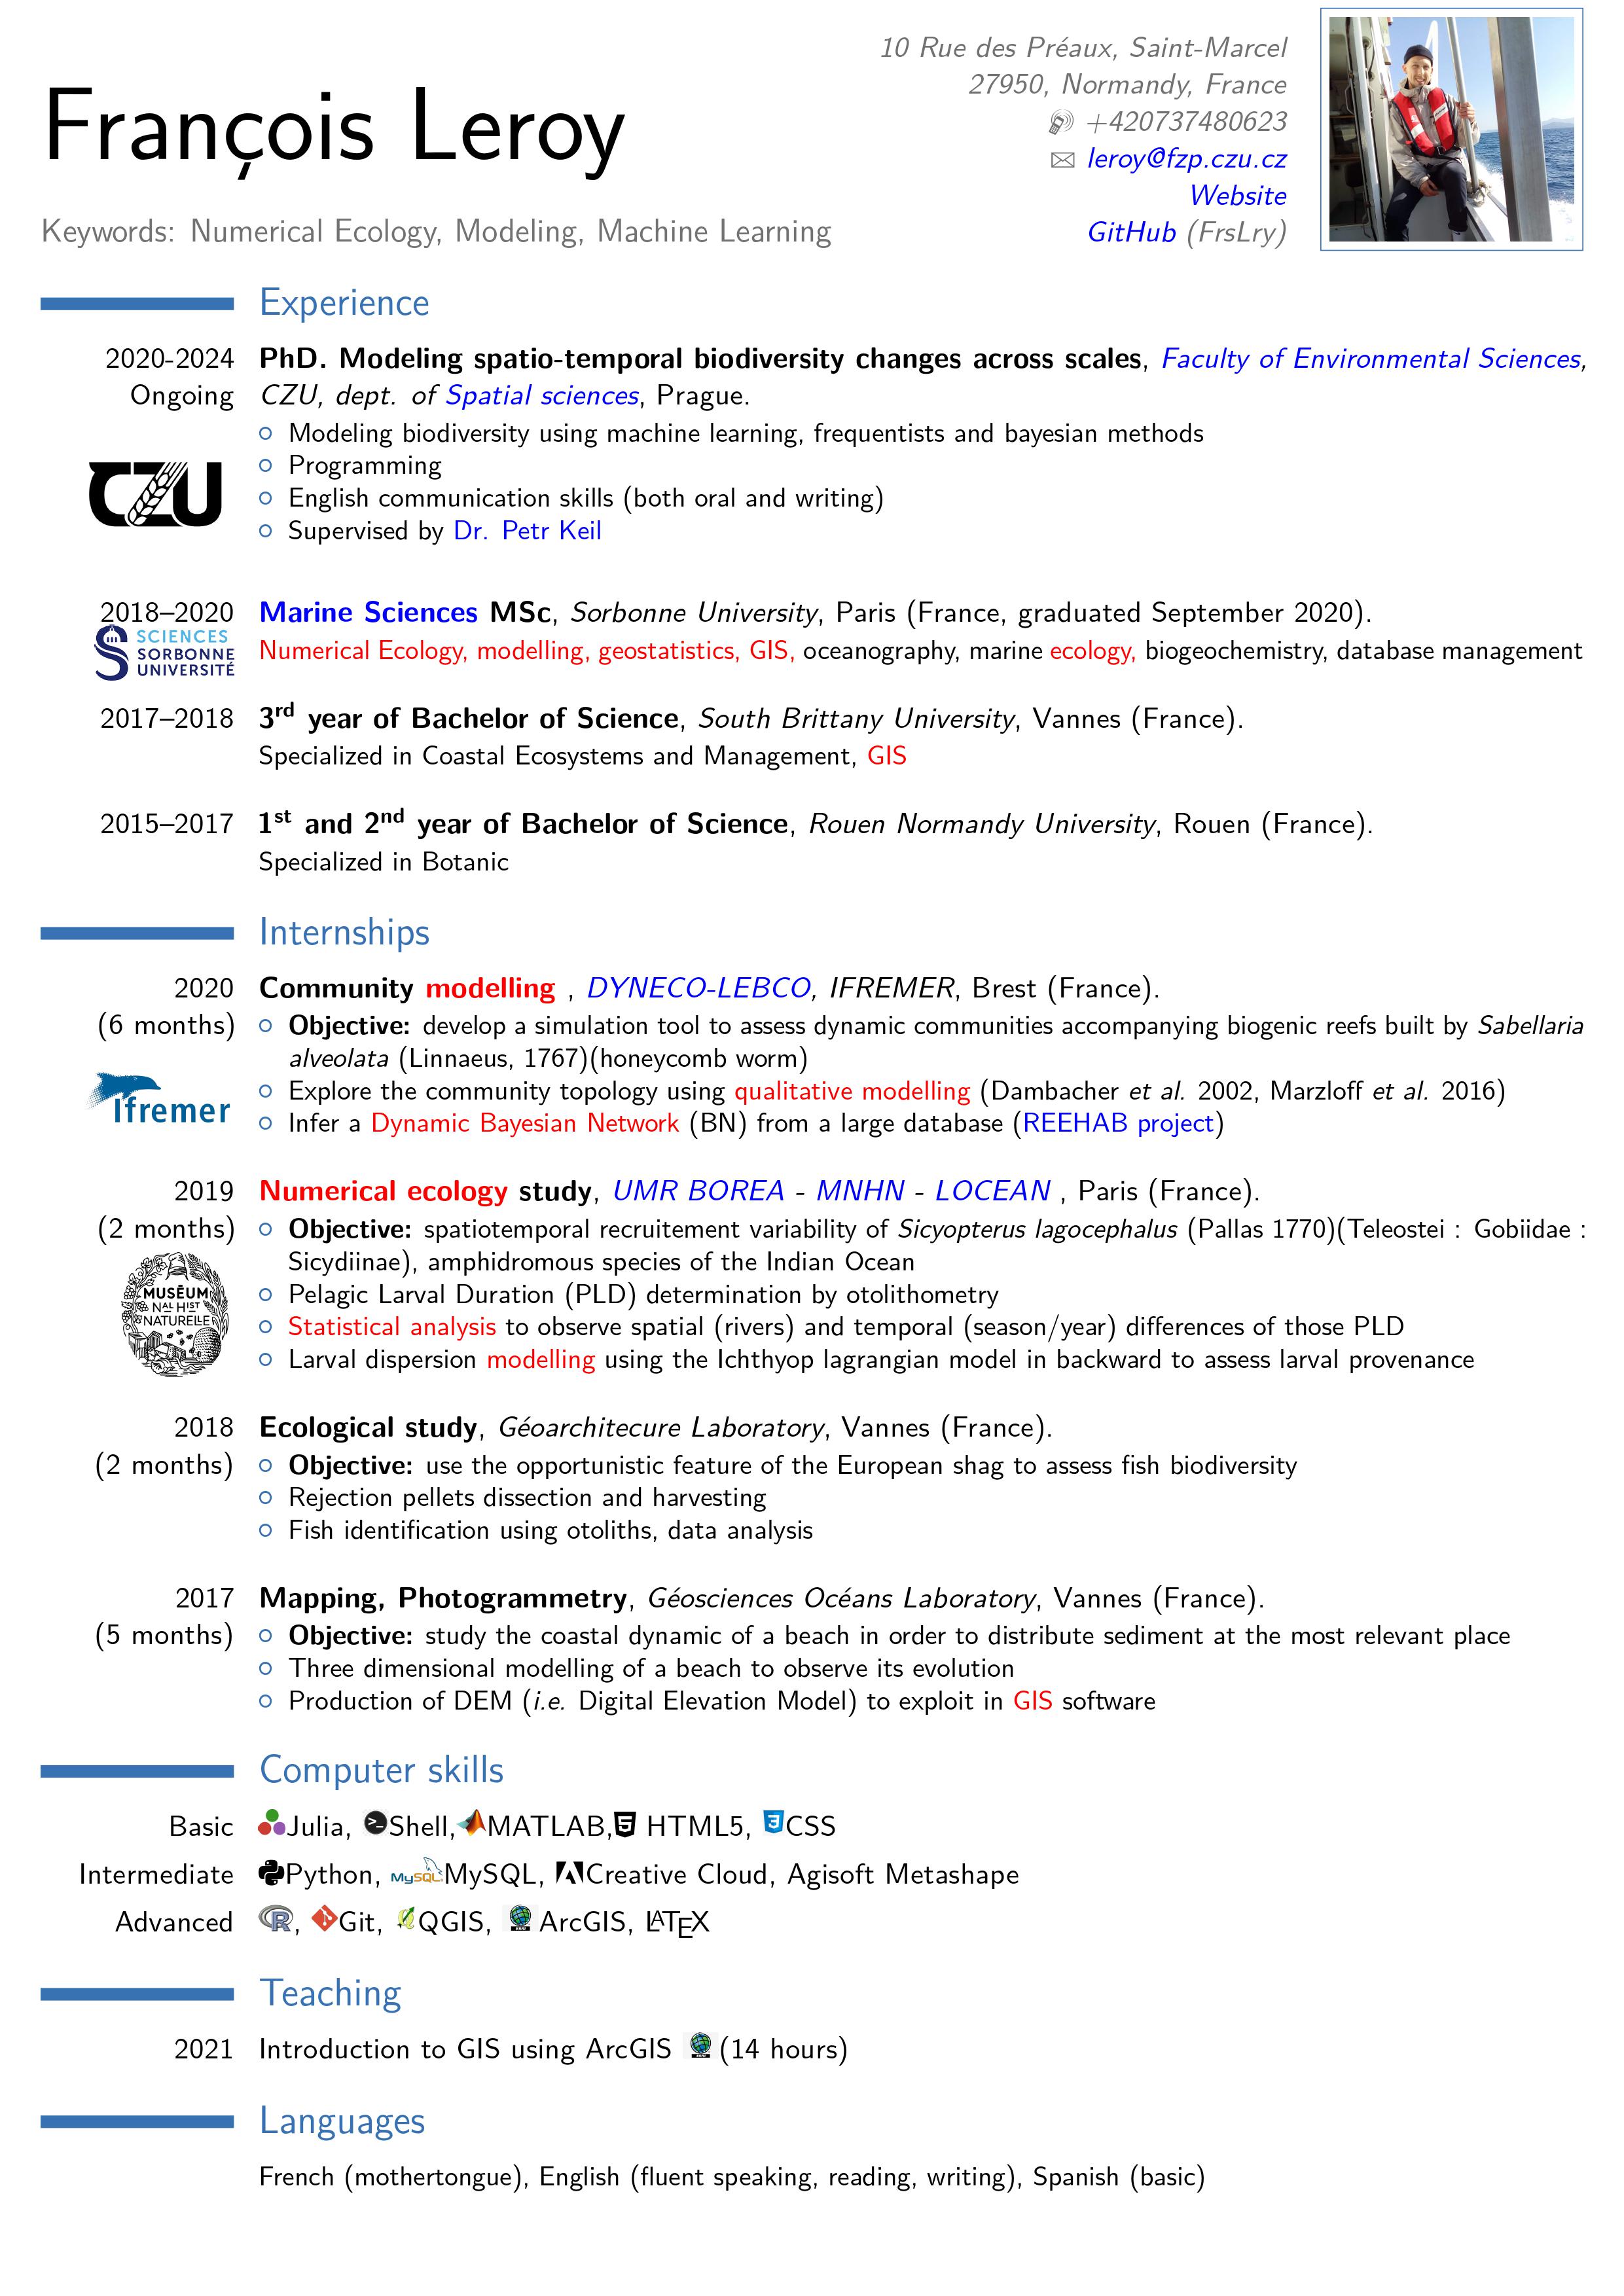 François Leroy
Keywords: Numerical Ecology, Modeling, Machine Learning
10 Rue des Préaux, Saint-Marcel
27950, Normandy, France
+420737480623
leroy@fzp.czu.cz
Website
GitHub (FrsLry)
Experience
2020-2024 PhD. Modeling spatio-temporal biodiversity changes across scales, Faculty of Environmental Sciences,
Ongoing CZU, dept. of Spatial sciences, Prague.
Modeling biodiversity using machine learning, frequentists and bayesian methods
Programming
CZU
English communication skills (both oral and writing)
Supervised by Dr. Petr Keil
2018–2020 Marine Sciences MSc, Sorbonne University, Paris (France, graduated September 2020).
SCIENCES
SORBONNE
UNIVERSITÉ
Numerical Ecology, modelling, geostatistics, GIS, oceanography, marine ecology, biogeochemistry, database management
2017–2018 3rd year of Bachelor of Science, South Brittany University, Vannes (France).
Specialized in Coastal Ecosystems and Management, GIS
2015–2017 1st and 2nd year of Bachelor of Science, Rouen Normandy University, Rouen (France).
Specialized in Botanic
Internships
2020 Community modelling , DYNECO-LEBCO, IFREMER, Brest (France).
(6 months) Objective: develop a simulation tool to assess dynamic communities accompanying biogenic reefs built by Sabellaria
alveolata (Linnaeus, 1767)(honeycomb worm)
Explore the community topology using qualitative modelling (Dambacher et al. 2002, Marzloff et al. 2016)
Ifremer
Infer a Dynamic Bayesian Network (BN) from a large database (REEHAB project)
2019 Numerical ecology study, UMR BOREA - MNHN - LOCEAN , Paris (France).
(2 months) Objective: spatiotemporal recruitement variability of Sicyopterus lagocephalus (Pallas 1770)(Teleostei : Gobiidae :
Sicydiinae), amphidromous species of the Indian Ocean
MUSĒUM
NAL HIST
NATURELLE
Pelagic Larval Duration (PLD) determination by otolithometry
Statistical analysis to observe spatial (rivers) and temporal (season/year) differences of those PLD
Larval dispersion modelling using the Ichthyop lagrangian model in backward to assess larval provenance
2018 Ecological study, Géoarchitecure Laboratory, Vannes (France).
(2 months) Objective: use the opportunistic feature of the European shag to assess fish biodiversity
Rejection pellets dissection and harvesting
Fish identification using otoliths, data analysis
2017 Mapping, Photogrammetry, Géosciences Océans Laboratory, Vannes (France).
(5 months) Objective: study the coastal dynamic of a beach in order to distribute sediment at the most relevant place
Three dimensional modelling of a beach to observe its evolution
Production of DEM (i.e. Digital Elevation Model) to exploit in GIS software
Computer skills
Basic Julia, Shell, MATLAB, HTML5, CSS
Intermediate Python, MySQL MySQL, Creative Cloud, Agisoft Metashape
Advanced R, Git, QGIS, ArcGIS, LATEX
Teaching
2021 Introduction to GIS using ArcGIS (14 hours)
Languages
French (mothertongue), English (fluent speaking, reading, writing), Spanish (basic)